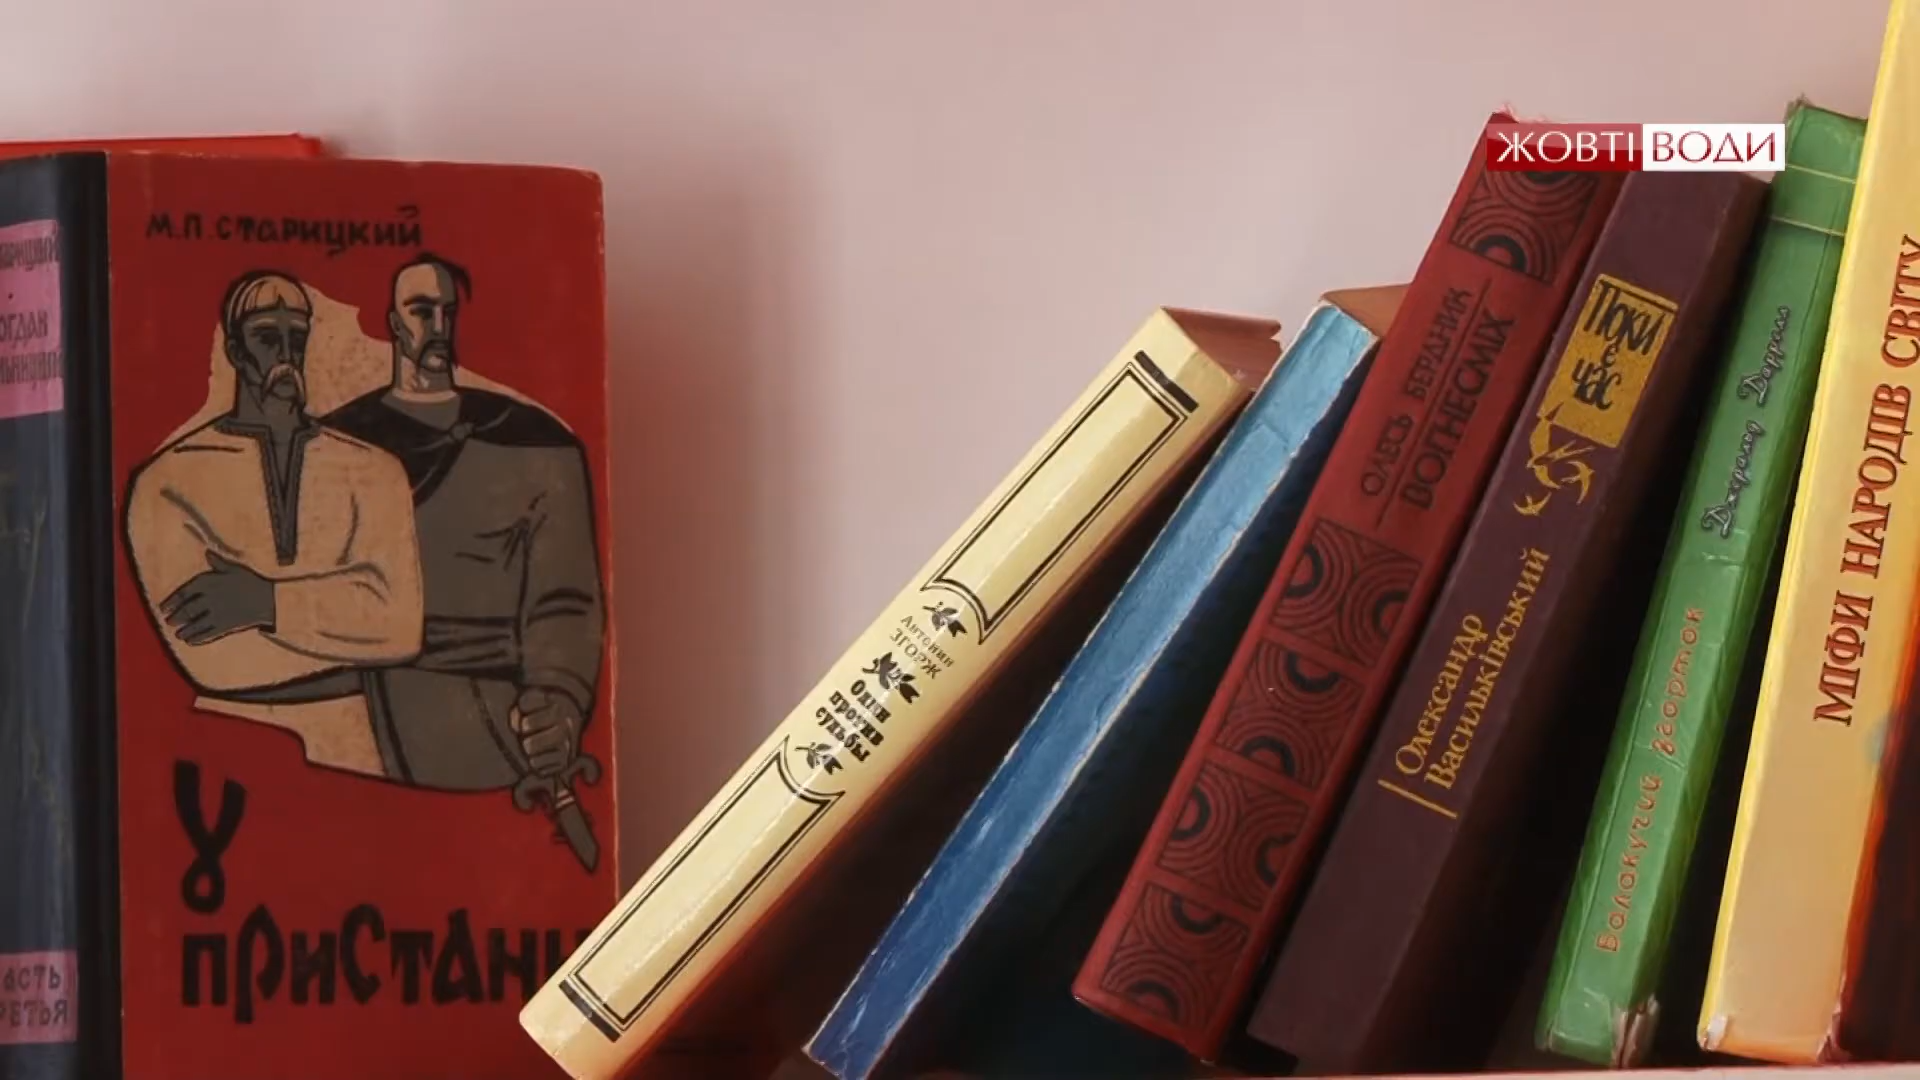 ЖОВТІ ВОДИ
М.П. СТАРИЦКИЙ
У
ПРИСТАНИ
Антонин
ЗГОРЖ
Один
против
судьбы
ОЛЕСЬ БЕРДНИК
ВОГНЕСМІХ
ПОКИ
ЧАС
Олександр
Васильківський
Джеральд Даррелл
Балакучий згорток
МІФИ НАРОДІВ СВІТУ